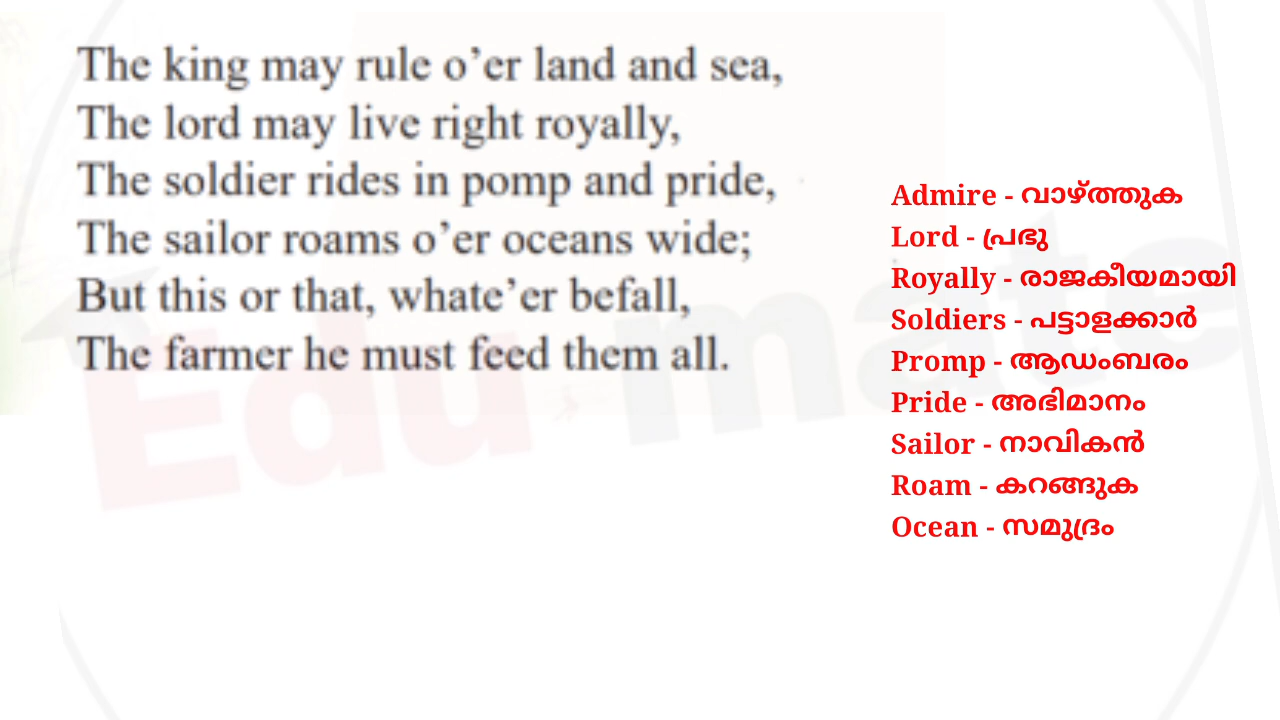 The king may rule o’er land and sea,
The lord may live right royally,
The soldier rides in pomp and pride,
The sailor roams o’er oceans wide;
But this or that, whate’er befall,
The farmer he must feed them all.
Admire - വാഴ്ത്തുക
Lord - പ്രഭു
Royally - രാജകീയമായി
Soldiers - പട്ടാളക്കാർ
Promp - ആഡംബരം
Pride - അഭിമാനം
Sailor - നാവികൻ
Roam - കറങ്ങുക
Ocean - സമുദ്രം
Edu mate